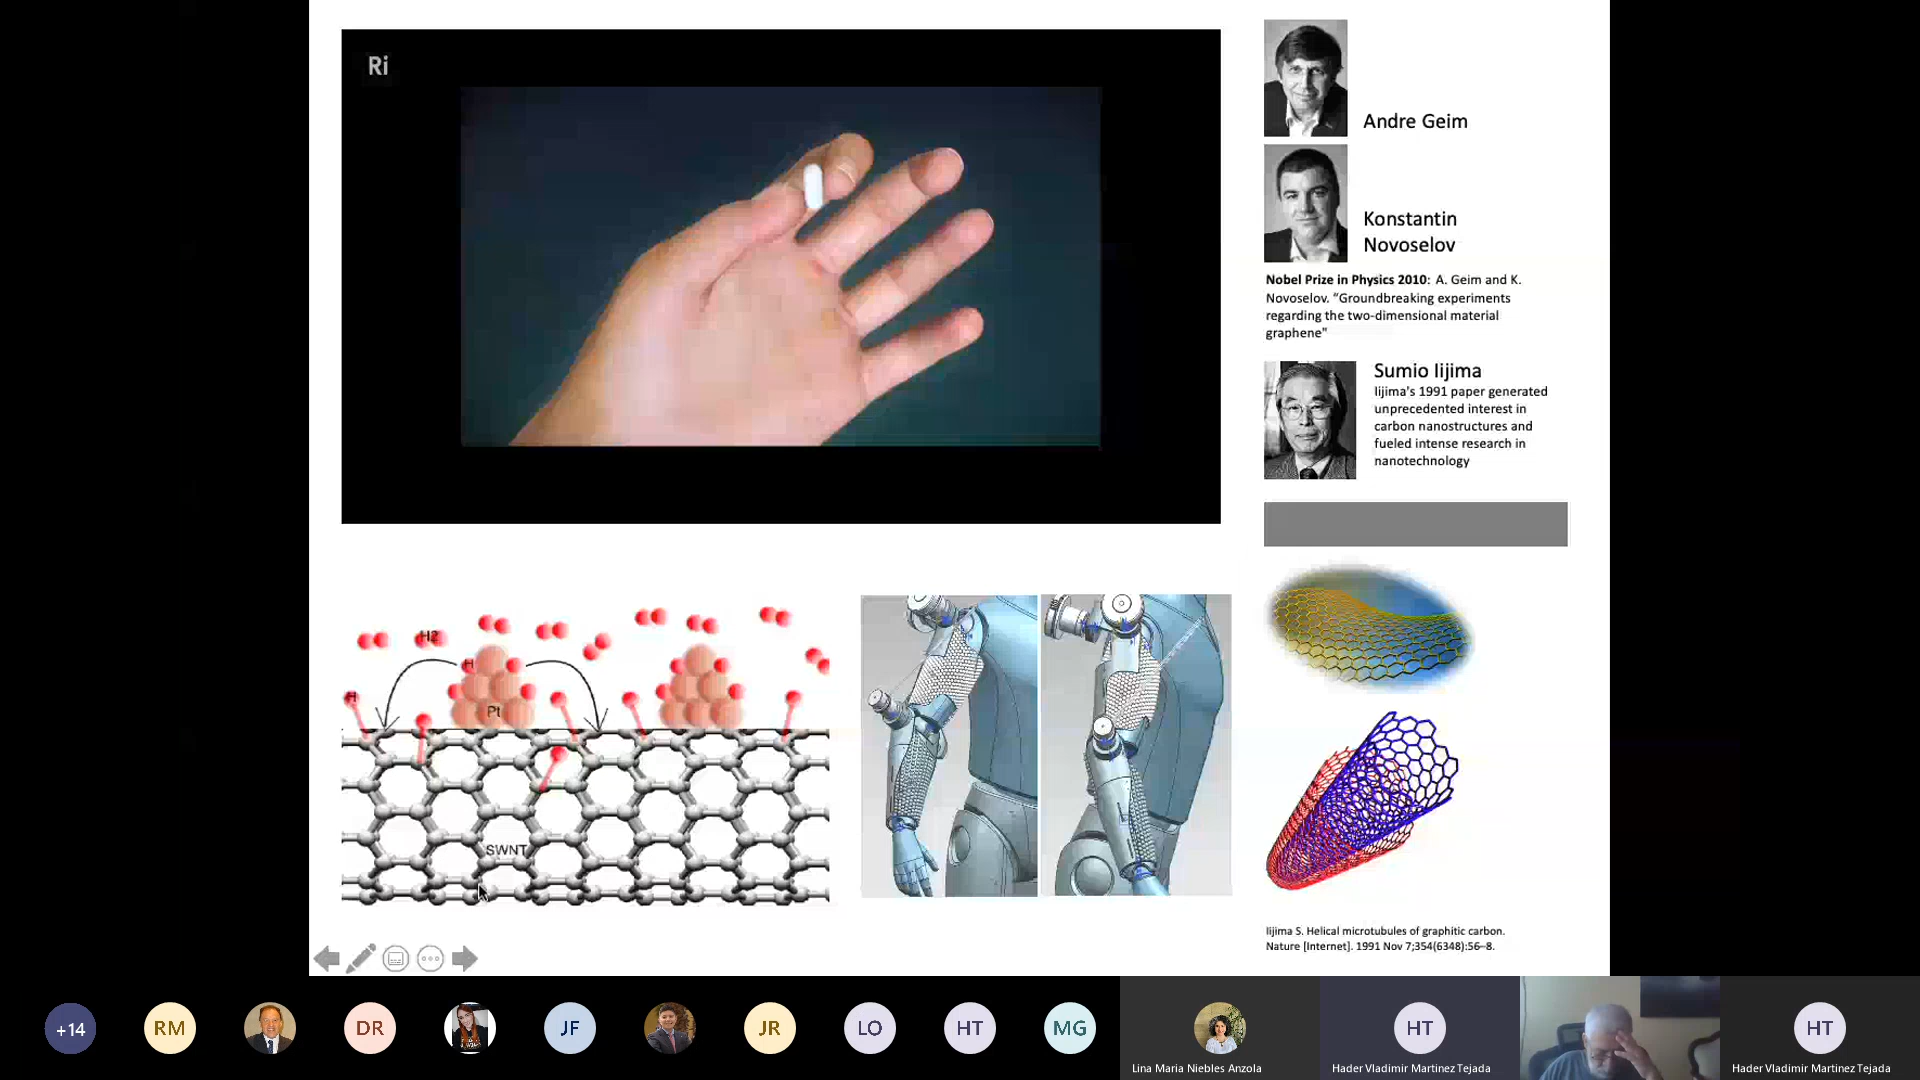 Ri
Andre Geim
Konstantin
Novoselov
Nobel Prize in Physics 2010: A. Geim and K.
Novoselov. “Groundbreaking experiments
regarding the two-dimensional material
graphene"
Sumio Iijima
Iijima's 1991 paper generated
unprecedented interest in
carbon nanostructures and
fueled intense research in
nanotechnology
H2
H
H
Pt
SWNT
Iijima S. Helical microtubules of graphitic carbon.
Nature [Internet]. 1991 Nov 7;354(6348):56–8.
+14
RM
DR
JF
JR
LO
HT
MG
Lina Maria Niebles Anzola
HT
Hader Vladimir Martinez Tejada
HT
Hader Vladimir Martinez Tejada